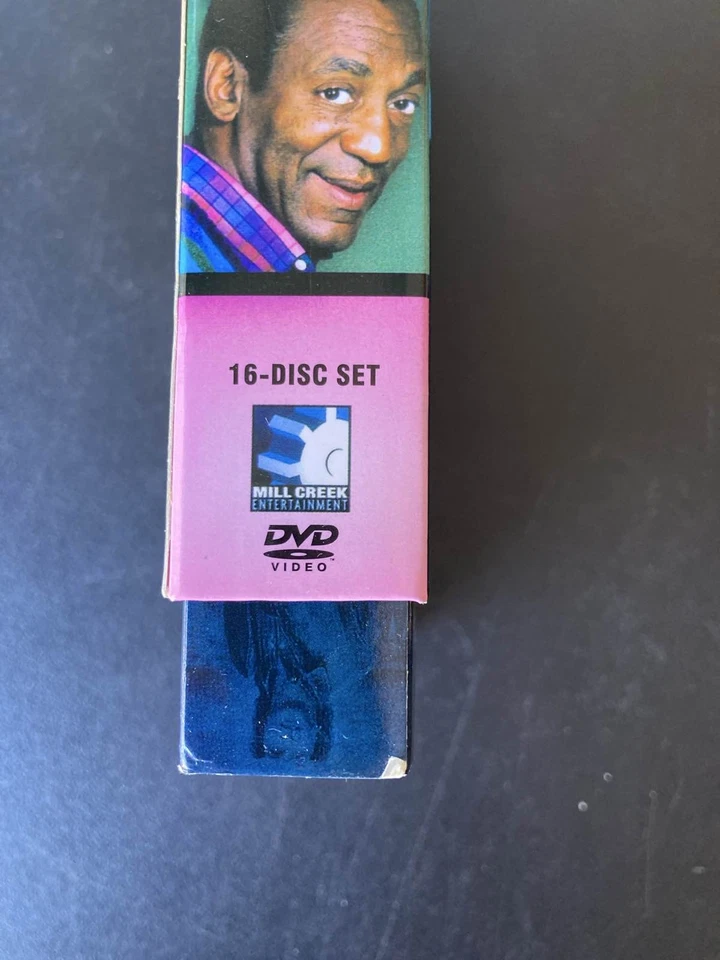 16-DISC SET
MILL CREEK
ENTERTAINMENT
DVD
VIDEO